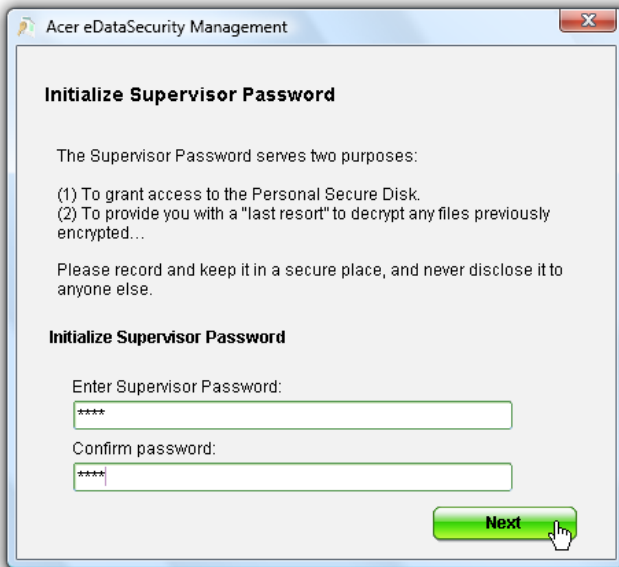 Acer eDataSecurity Management
Initialize Supervisor Password
The Supervisor Password serves two purposes:
(1) To grant access to the Personal Secure Disk.
(2) To provide you with a "last resort" to decrypt any files previously
encrypted...
Please record and keep it in a secure place, and never disclose it to
anyone else.
Initialize Supervisor Password
Enter Supervisor Password:
****
Confirm password:
****
Next